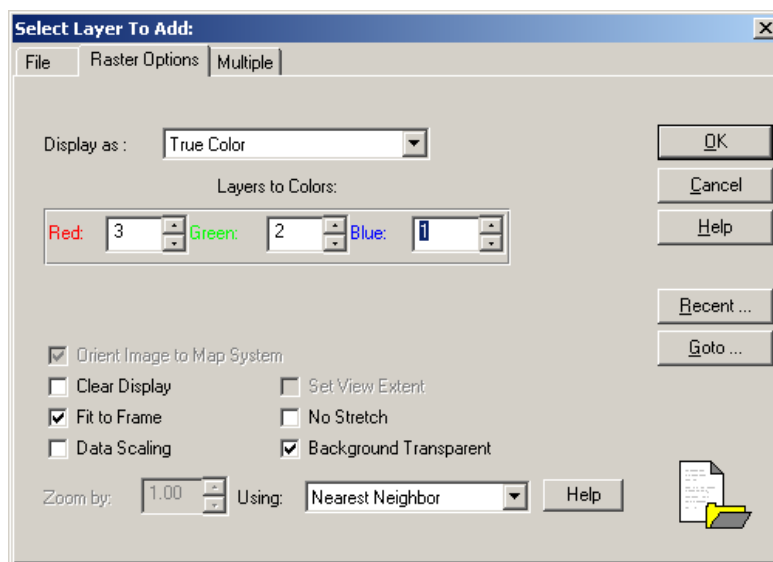 Select Layer To Add:
File Raster Options Multiple
Display as : True Color OK
Layers to Colors: Cancel
Red: 3 Green: 2 Blue: 1 Help
Recent ...
Orient Image to Map System Goto ...
Clear Display Set View Extent
Fit to Frame No Stretch
Data Scaling Background Transparent
Zoom by: 1.00 Using: Nearest Neighbor Help